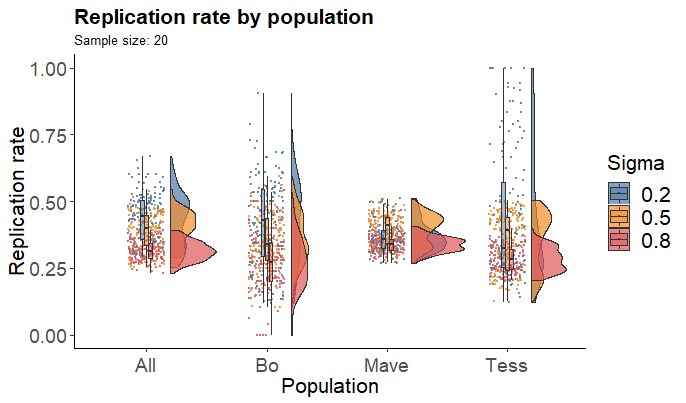 Replication rate by population
Sample size: 20
Replication rate
1.00
0.75
0.50
0.25
0.00
All
Bo
Mave
Tess
Population
Sigma
0.2
0.5
0.8